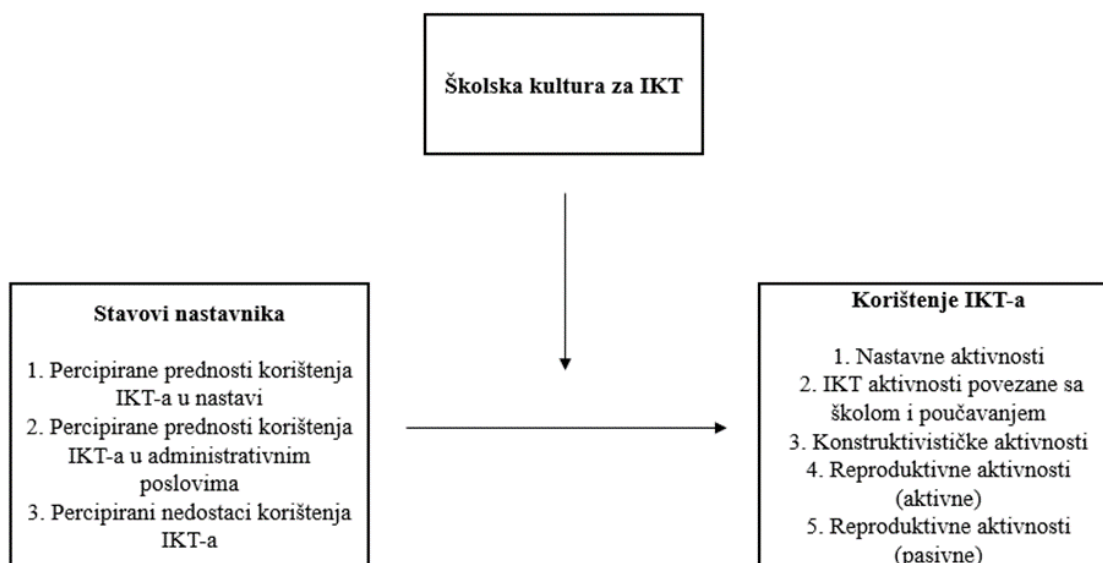 Školska kultura za IKT
Stavovi nastavnika
1. Percipirane prednosti korištenja
IKT-a u nastavi
2. Percipirane prednosti korištenja
IKT-a u administrativnim
poslovima
3. Percipirani nedostaci korištenja
IKT-a
Korištenje IKT-a
1. Nastavne aktivnosti
2. IKT aktivnosti povezane sa
školom i poučavanjem
3. Konstruktivističke aktivnosti
4. Reproduktivne aktivnosti
(aktivne)
5. Reproduktivne aktivnosti
(pasivne)